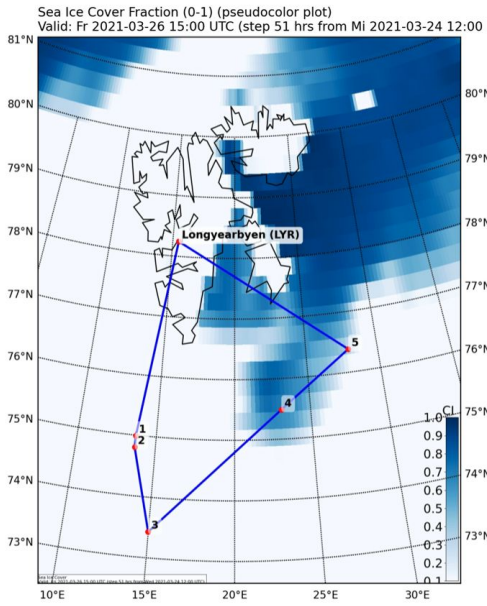 Sea Ice Cover Fraction (0-1) (pseudocolor plot)
Valid: Fr 2021-03-26 15:00 UTC (step 51 hrs from Mi 2021-03-24 12:00
81°N
80°N
80°N
79°N
79°N
78°N
78°N
77°N
77°N
76°N
76°N
75°N
75°N
74°N
74°N
73°N
73°N
Longyearbyen (LYR)
5
4
1
2
3
CI
1.0
0.9
0.8
0.7
0.6
0.5
0.4
0.3
0.2
0.1
10°E
15°E
20°E
25°E
30°E